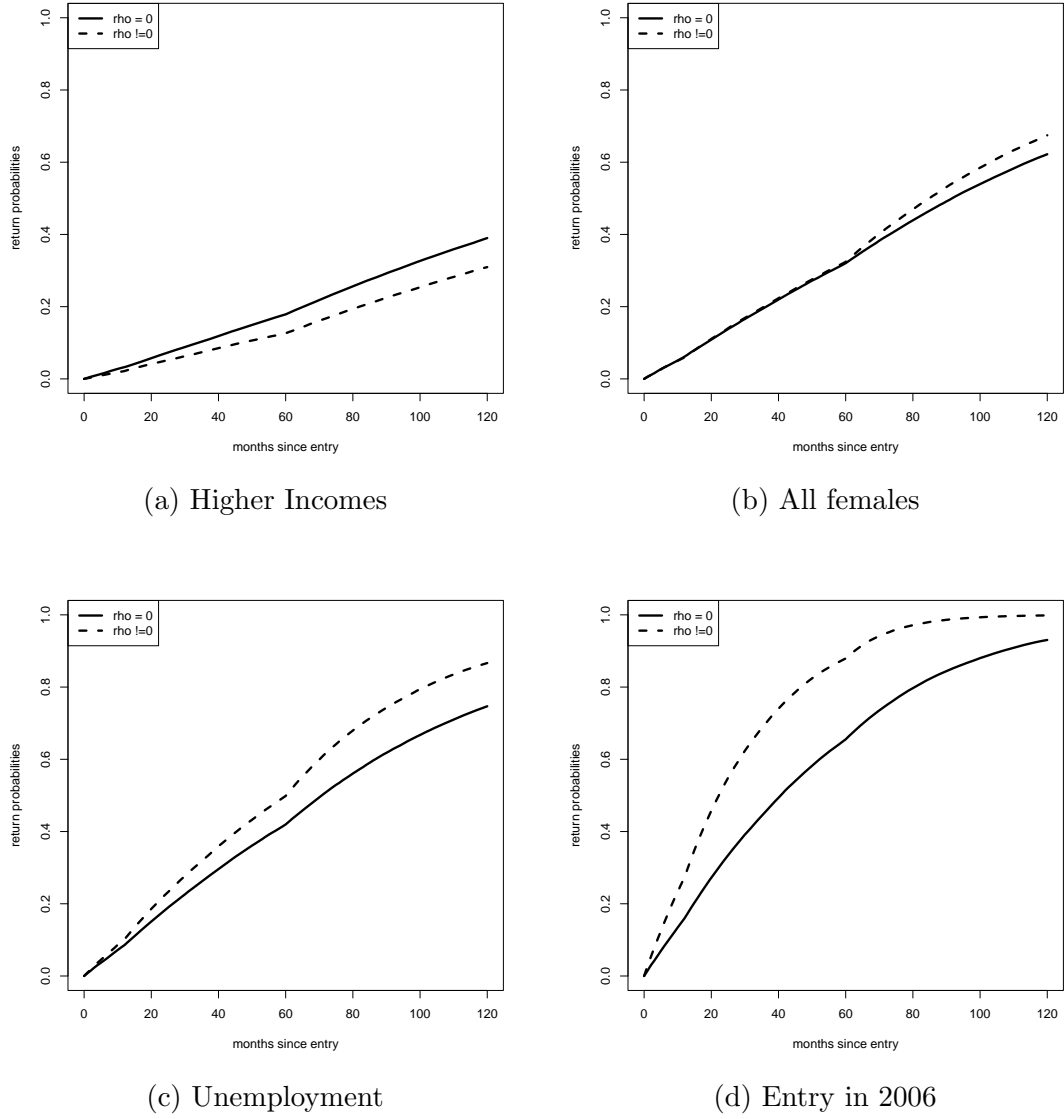 rho = 0
rho !=0
1.0
0.8
0.6
0.4
0.2
0.0
return probabilities
0 20 40 60 80 100 120
months since entry
(a) Higher Incomes
rho = 0
rho !=0
1.0
0.8
0.6
0.4
0.2
0.0
return probabilities
0 20 40 60 80 100 120
months since entry
(b) All females
rho = 0
rho !=0
1.0
0.8
0.6
0.4
0.2
0.0
return probabilities
0 20 40 60 80 100 120
months since entry
(c) Unemployment
rho = 0
rho !=0
1.0
0.8
0.6
0.4
0.2
0.0
return probabilities
0 20 40 60 80 100 120
months since entry
(d) Entry in 2006